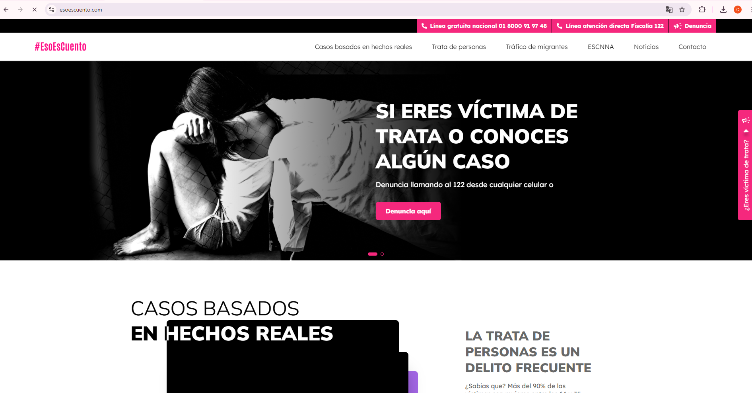 esoescuento.com
Línea gratuita nacional 01 8000 91 97 48
Línea atención directa Fiscalía 122
Denuncia
#EsoEsCuento
Casos basados en hechos reales
Trata de personas
Tráfico de migrantes
ESCNNA
Noticias
Contacto
SI ERES VÍCTIMA DE
TRATA O CONOCES
ALGÚN CASO
Denuncia llamando al 122 desde cualquier celular o
Denuncia aquí
¿Eres víctima de trata?
CASOS BASADOS
EN HECHOS REALES
LA TRATA DE
PERSONAS ES UN
DELITO FRECUENTE
¿Sabías que? Más del 90% de las